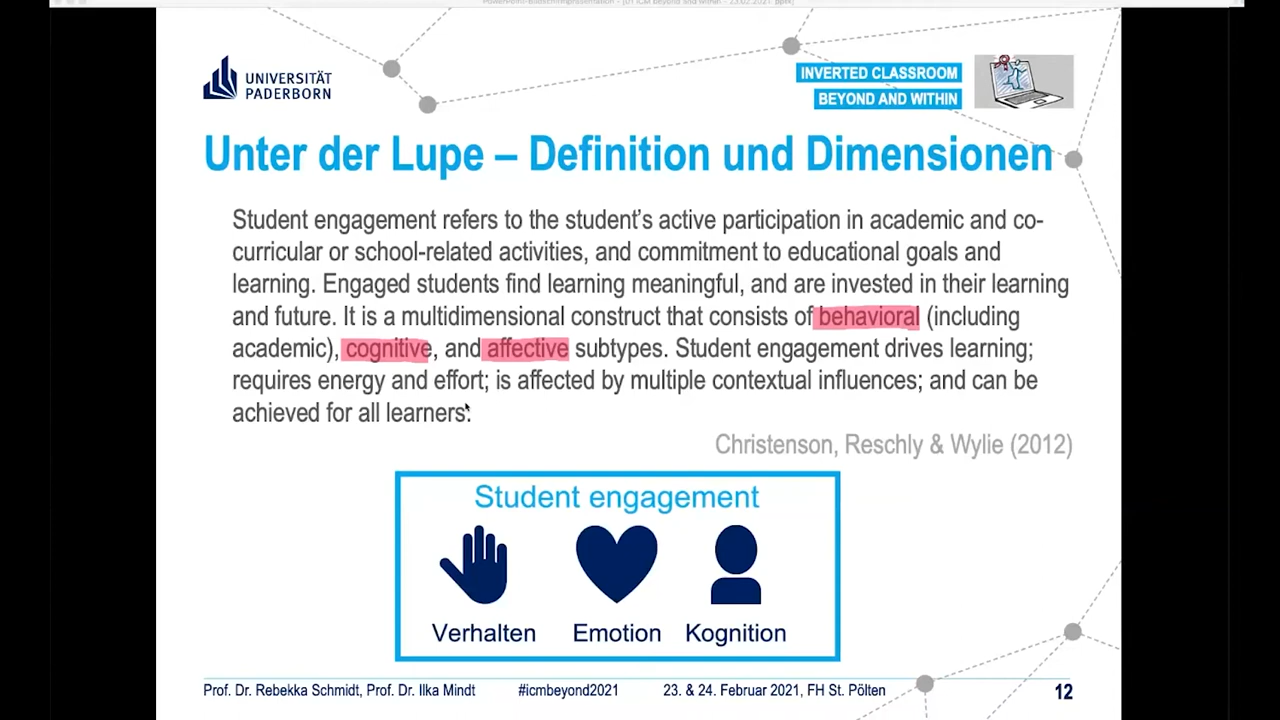 UNIVERSITÄT
PADERBORN
INVERTED CLASSROOM
BEYOND AND WITHIN
Unter der Lupe – Definition und Dimensionen
Student engagement refers to the student's active participation in academic and co-
curricular or school-related activities, and commitment to educational goals and
learning. Engaged students find learning meaningful, and are invested in their learning
and future. It is a multidimensional construct that consists of behavioral (including
academic), cognitive, and affective subtypes. Student engagement drives learning;
requires energy and effort; is affected by multiple contextual influences; and can be
achieved for all learners.
Christenson, Reschly & Wylie (2012)
Student engagement
Verhalten Emotion Kognition
Prof. Dr. Rebekka Schmidt, Prof. Dr. Ilka Mindt #icmbeyond2021 23. & 24. Februar 2021, FH St. Pölten 12